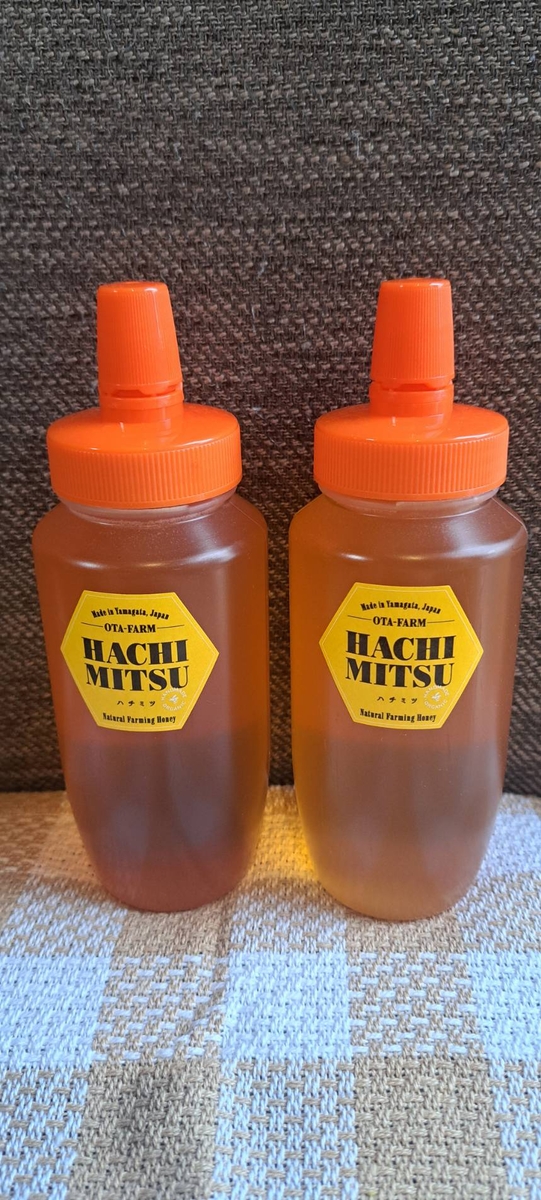 Made in Yamagata, Japan
OTA-FARM
HACHI
MITSU
ハチミツ
Natural Farming Honey
Made in Yamagata, Japan
OTA-FARM
HACHI
MITSU
ハチミツ
Natural Farming Honey